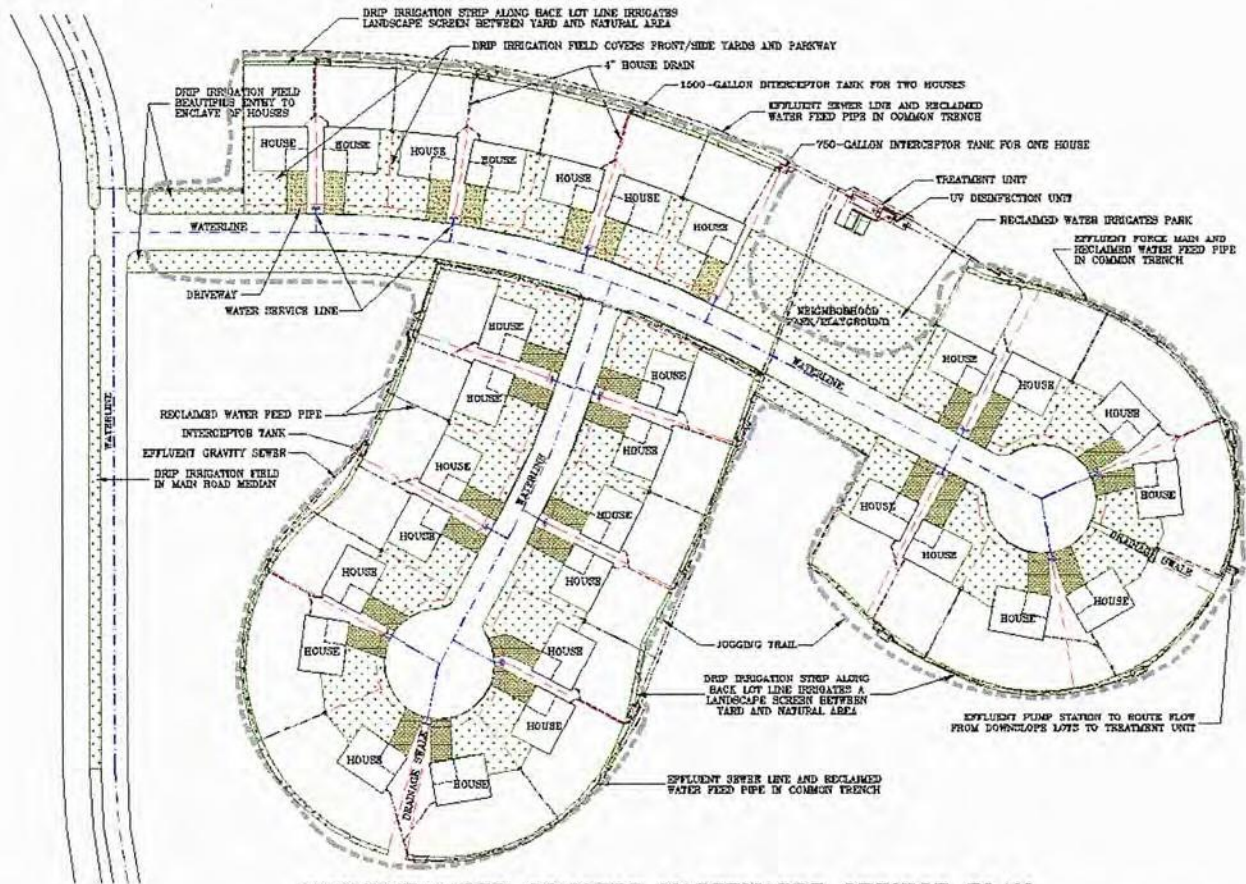 DRIP IRRIGATION STRIP ALONG BACK LOT LINE IRRIGATES
LANDSCAPE SCREEN BETWEEN YARD AND NATURAL AREA
DRIP IRRIGATION FIELD COVERS FRONT/SIDE YARDS AND PARKWAY
4" HOUSE DRAIN
1500-GALLON INTERCEPTOR TANK FOR TWO HOUSES
DRIP IRRIGATION FIELD
BEAUTIFIES ENTRY TO
ENCLAVE OF HOUSES
EFFLUENT SEWER LINE AND RECLAIMED
WATER FEED PIPE IN COMMON TRENCH
750-GALLON INTERCEPTOR TANK FOR ONE HOUSE
TREATMENT UNIT
UV DISINFECTION UNIT
RECLAIMED WATER IRRIGATES PARK
EFFLUENT FORCE MAIN AND
RECLAIMED WATER FEED PIPE
IN COMMON TRENCH
HOUSE
HOUSE
HOUSE
HOUSE
HOUSE
HOUSE
HOUSE
WATERLINE
DRIVEWAY
WATER SERVICE LINE
NEIGHBORHOOD
PARK/PLAYGROUND
WATERLINE
HOUSE
HOUSE
HOUSE
HOUSE
HOUSE
HOUSE
HOUSE
HOUSE
HOUSE
DRAINAGE SWALE
WATERLINE
RECLAIMED WATER FEED PIPE
INTERCEPTOR TANK
EFFLUENT GRAVITY SEWER
DRIP IRRIGATION FIELD
IN MAIN ROAD MEDIAN
HOUSE
HOUSE
HOUSE
WATERLINE
HOUSE
HOUSE
HOUSE
HOUSE
HOUSE
HOUSE
HOUSE
HOUSE
HOUSE
HOUSE
HOUSE
DRAINAGE SWALE
JOGGING TRAIL
DRIP IRRIGATION STRIP ALONG
BACK LOT LINE IRRIGATES A
LANDSCAPE SCREEN BETWEEN
YARD AND NATURAL AREA
EFFLUENT PUMP STATION TO ROUTE FLOW
FROM DOWNSLOPE LOTS TO TREATMENT UNIT
EFFLUENT SEWER LINE AND RECLAIMED
WATER FEED PIPE IN COMMON TRENCH